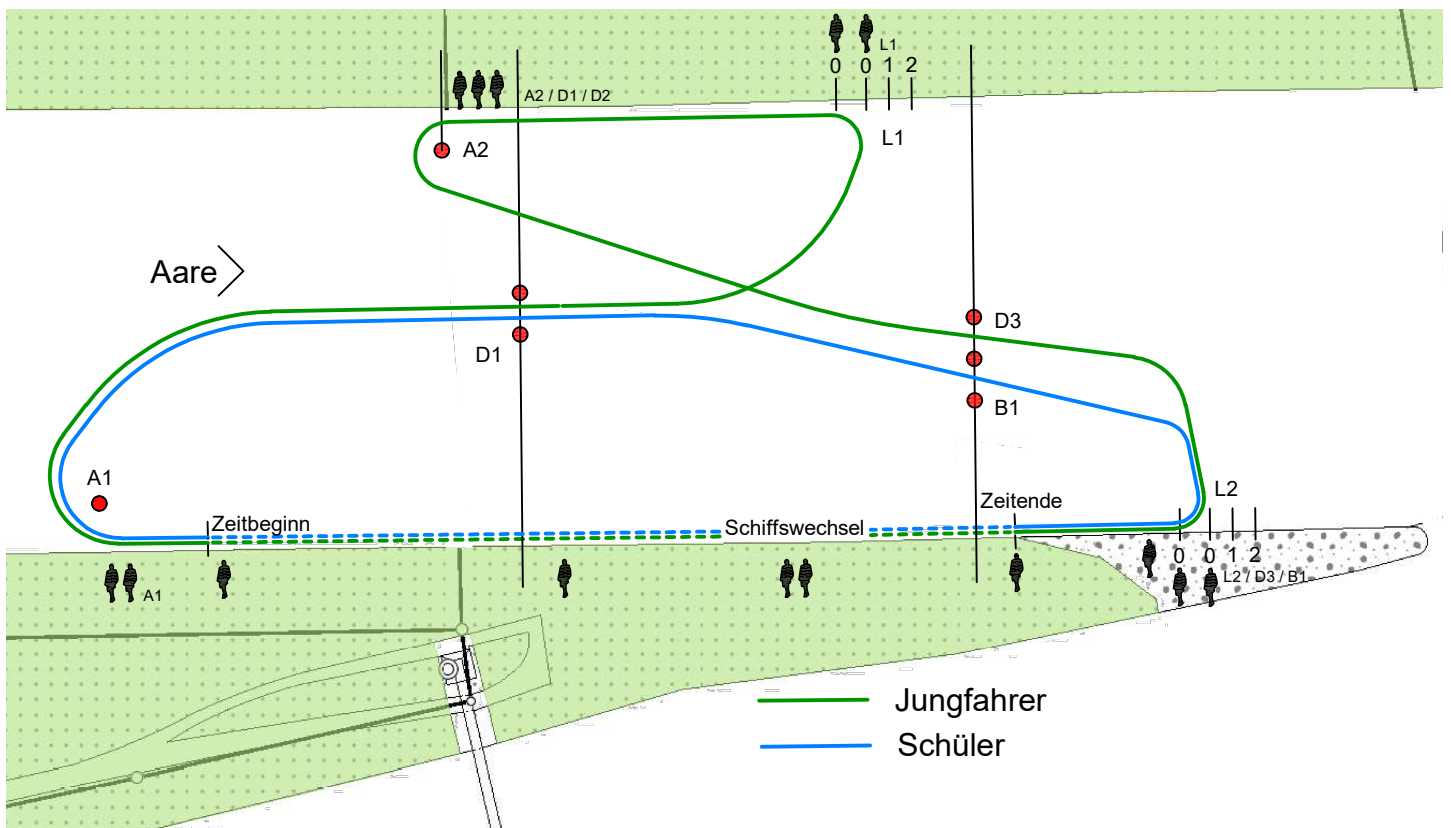 L1
0 0 1 2
A2 / D1 / D2
L1
A2
Aare
D3
D1
B1
A1
L2
Zeitbeginn
Schiffswechsel
Zeitende
0 0 1 2
L2 / D3 / B1
A1
Jungfahrer
Schüler